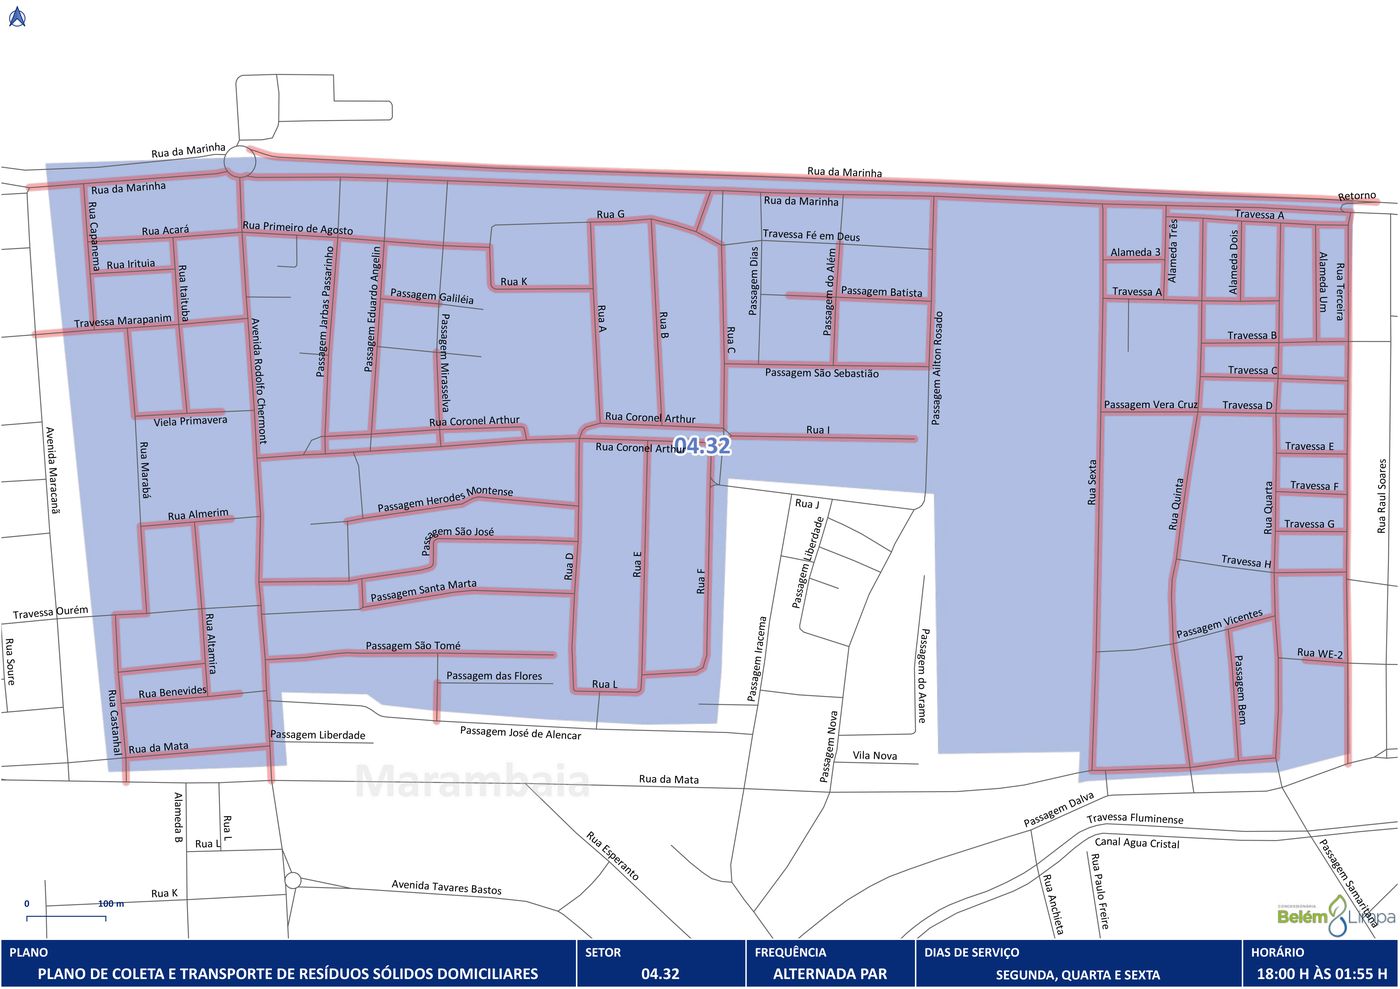 Rua da Marinha
Rua da Marinha
Retorno
Rua da Marinha
Rua da Marinha
Rua Capanema
Rua Acará
Rua Primeiro de Agosto
Rua G
Travessa Fé em Deus
Travessa A
Alameda Três
Alameda Dois
Alameda Um
Rua Terceira
Alameda 3
Rua Irituia
Rua Itaituba
Passagem Jarbas Passarinho
Passagem Eduardo Angelin
Passagem Galiléia
Rua K
Passagem Dias
Passagem do Além
Passagem Batista
Travessa A
Travessa Marapanim
Avenida Rodolfo Chermont
Passagem Mirasselva
Rua A
Rua B
Rua C
Passagem Ailton Rosado
Travessa B
Passagem São Sebastião
Travessa C
Viela Primavera
Rua Coronel Arthur
Rua Coronel Arthur
Rua I
Passagem Vera Cruz
Travessa D
Avenida Maracanã
Rua Marabá
Rua Coronel Arthur
04.32
Travessa E
Rua Sexta
Rua Quinta
Rua Quarta
Rua Raul Soares
Travessa F
Rua Almerim
Passagem Herodes Montense
Rua J
Travessa G
Passagem São José
Passagem Liberdade
Rua D
Rua E
Rua F
Travessa H
Passagem Santa Marta
Travessa Ourém
Rua Soure
Rua Altamira
Passagem São Tomé
Passagem Iracema
Passagem do Arame
Passagem Vicentes
Rua WE-2
Passagem Bem
Rua Castanhal
Rua Benevides
Passagem das Flores
Rua L
Rua da Mata
Passagem Liberdade
Passagem José de Alencar
Passagem Nova
Vila Nova
Marambaia
Rua da Mata
Alameda B
Rua L
Rua L
Rua K
Avenida Tavares Bastos
Rua Esperanto
Passagem Dalva
Travessa Fluminense
Canal Agua Cristal
Rua Anchieta
Rua Paulo Freire
Passagem Samaritana
0 100 m
CONCESSIONÁRIA
Belém Limpa
PLANO
PLANO DE COLETA E TRANSPORTE DE RESÍDUOS SÓLIDOS DOMICILIARES
SETOR
04.32
FREQUÊNCIA
ALTERNADA PAR
DIAS DE SERVIÇO
SEGUNDA, QUARTA E SEXTA
HORÁRIO
18:00 H ÀS 01:55 H